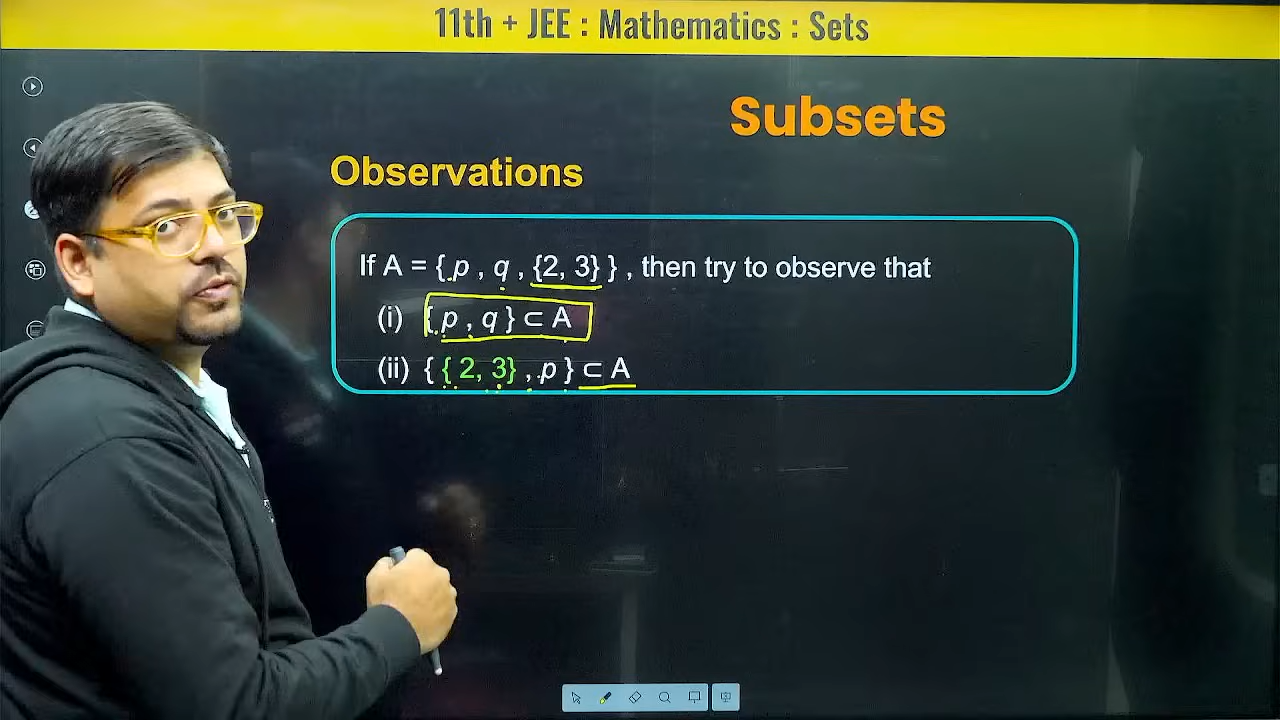 11th + JEE : Mathematics : Sets
Subsets
Observations
If A = { p , q , {2, 3} } , then try to observe that
(i) { p , q } ⊂ A
(ii) { { 2, 3} , p } ⊂ A